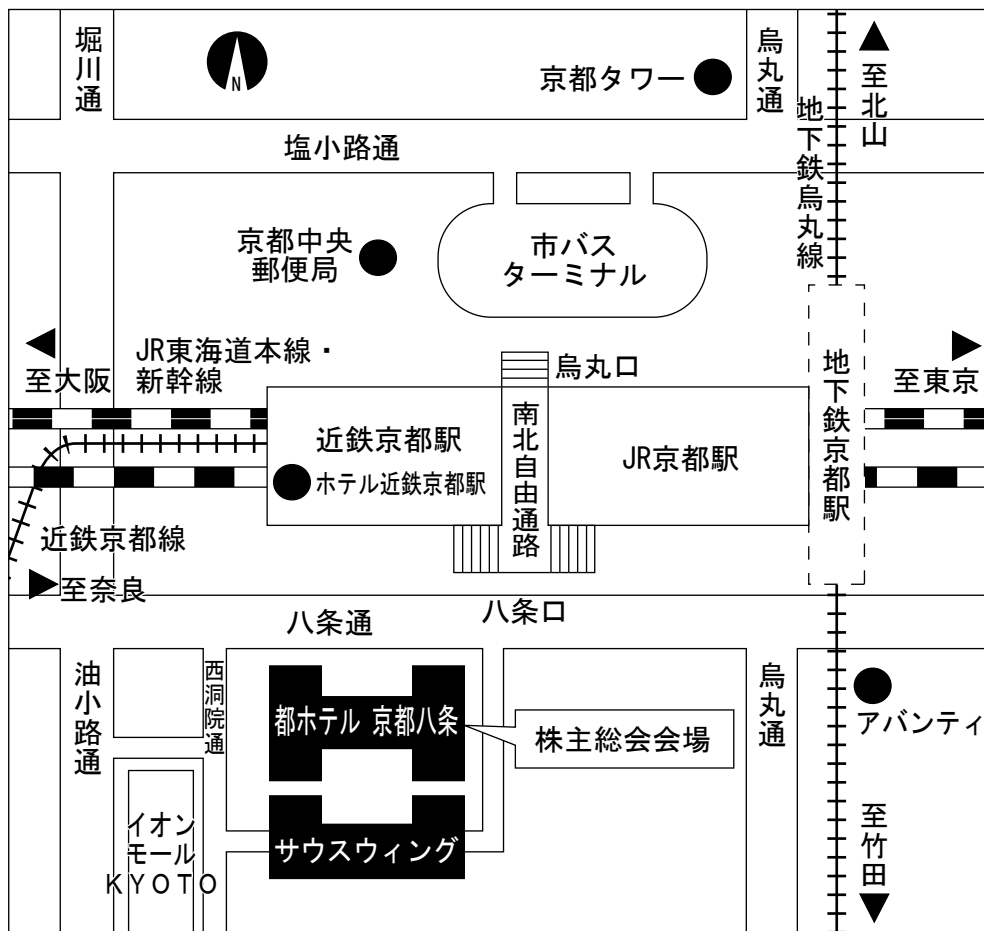 堀川通
N
京都タワー
烏丸通
至北山
地下鉄烏丸線
塩小路通
京都中央
郵便局
市バス
ターミナル
JR東海道本線・
新幹線
至大阪
烏丸口
至東京
近鉄京都駅
ホテル近鉄京都駅
南北自由通路
JR京都駅
地下鉄京都駅
近鉄京都線
至奈良
八条通
八条口
油小路通
西洞院通
都ホテル 京都八条
株主総会会場
烏丸通
アバンティ
イオン
モール
KYOTO
サウスウィング
至竹田